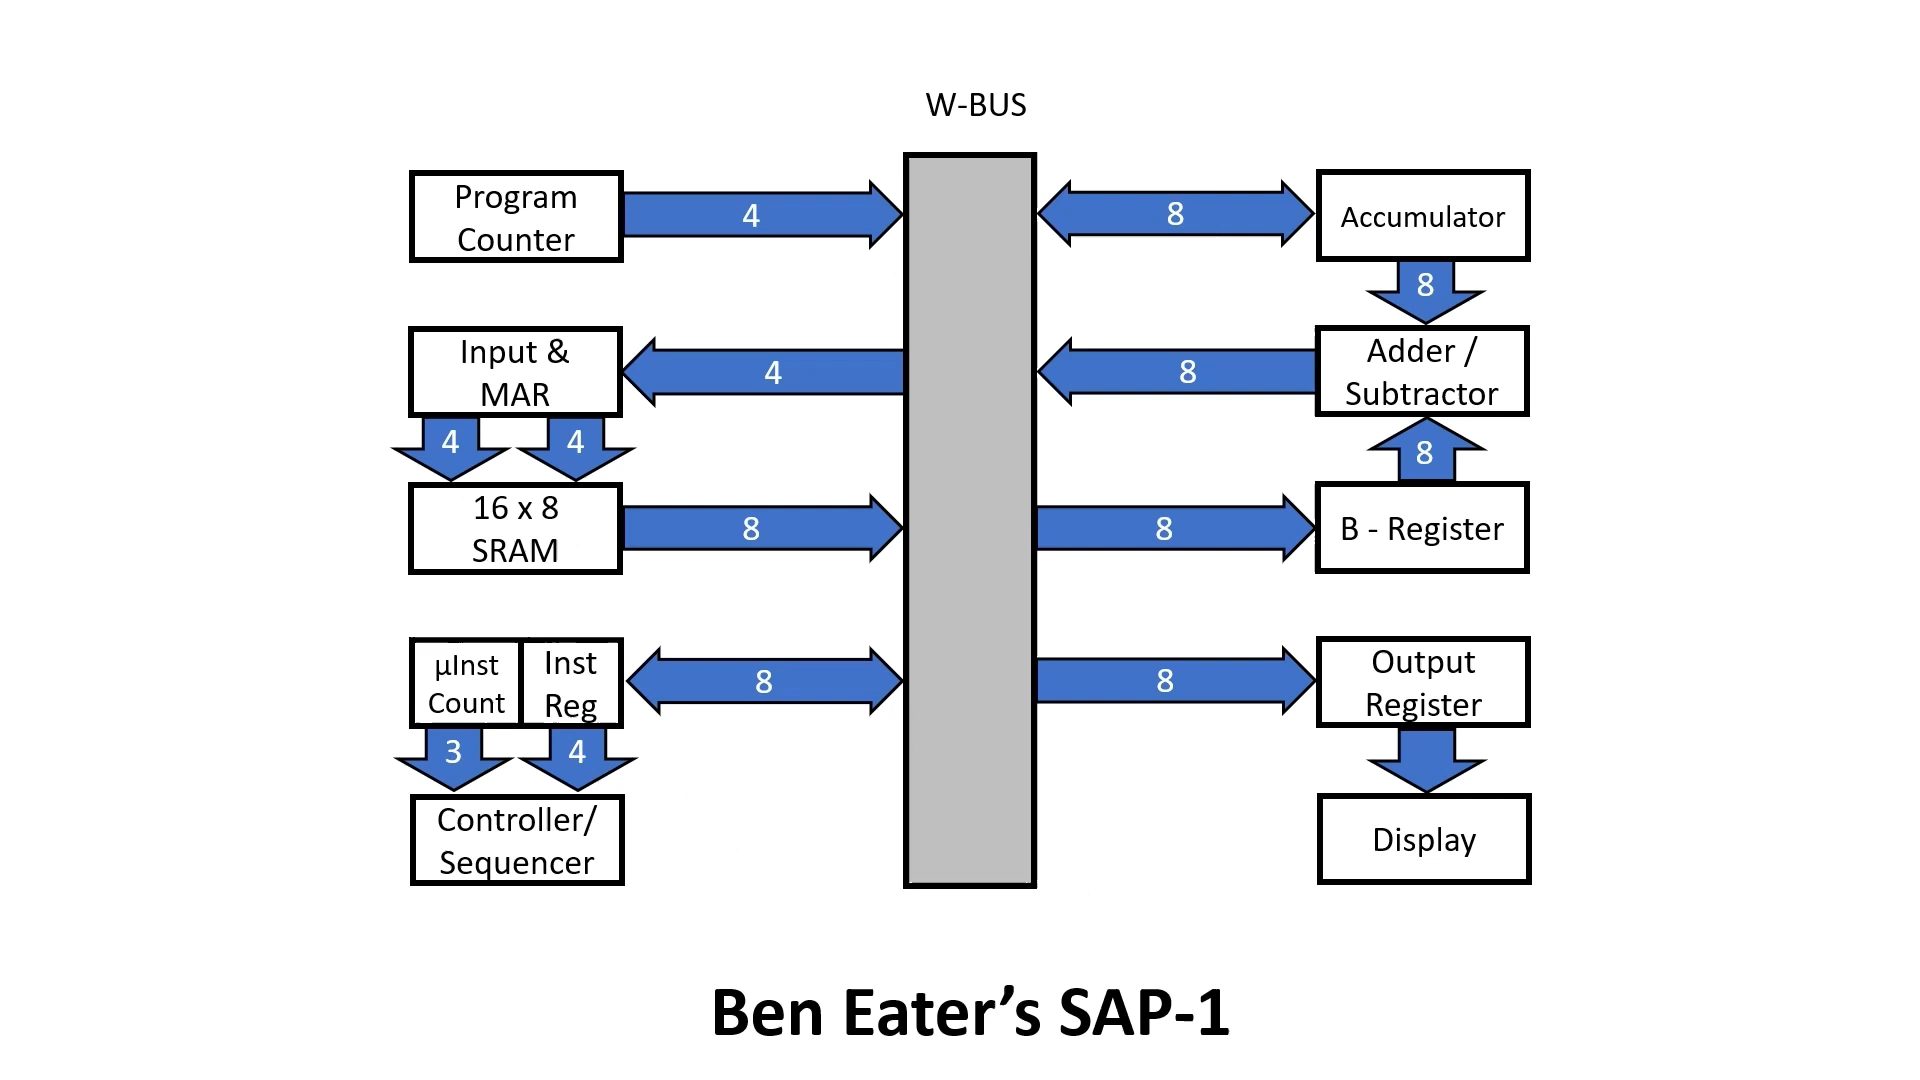 W-BUS
Program
Counter
4
8
Accumulator
8
Input &
MAR
4
8
Adder /
Subtractor
4
4
8
16 x 8
SRAM
8
8
B - Register
µInst
Count
Inst
Reg
8
8
Output
Register
3
4
Controller/
Sequencer
Display
Ben Eater’s SAP-1